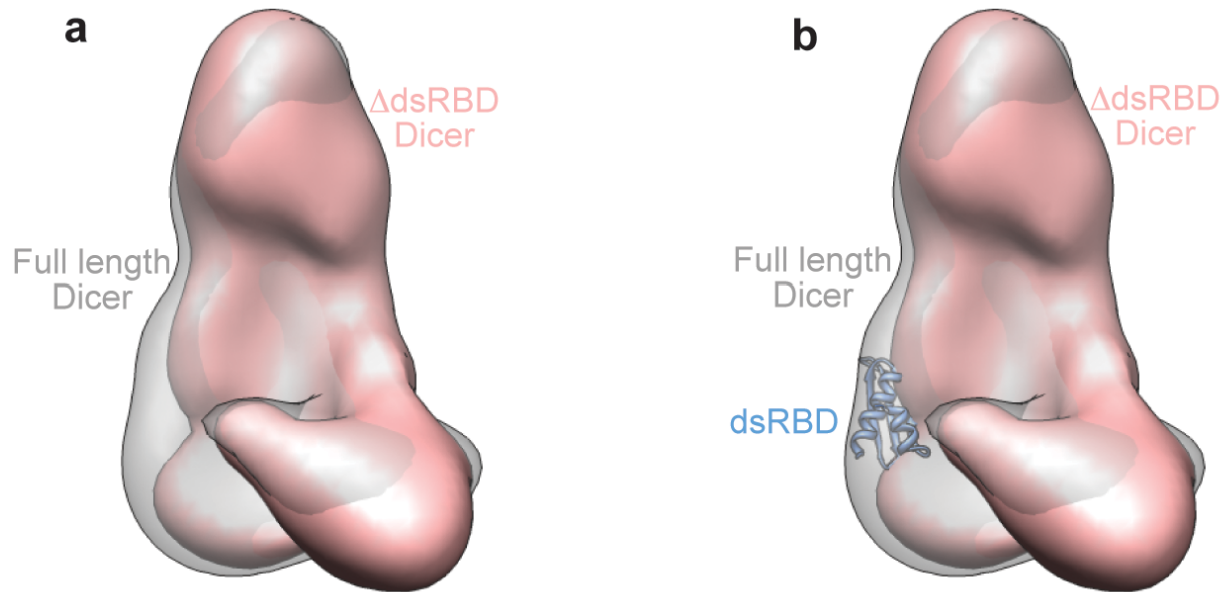 a
ΔdsRBD
Dicer
Full length
Dicer
b
ΔdsRBD
Dicer
Full length
Dicer
dsRBD